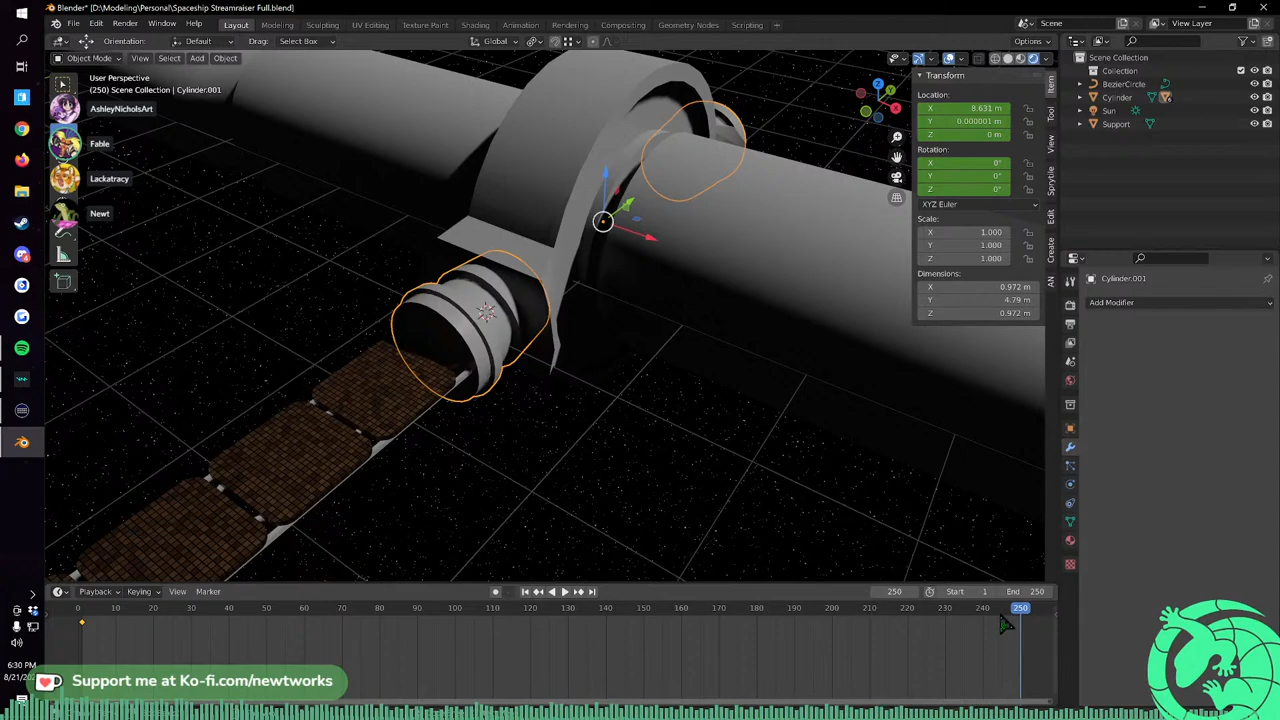 Blender* [D:\Modeling\Personal\Spaceship Streamraiser Full.blend]
File Edit Render Window Help Layout Modeling Sculpting UV Editing Texture Paint Shading Animation Rendering Compositing Geometry Nodes Scripting + Scene View Layer
Orientation: Default Drag: Select Box Global Options
Object Mode View Select Add Object
User Perspective
(250) Scene Collection | Cylinder.001
AshleyNicholsArt
Fable
Lackatracy
Newt
Transform
Location:
X 8.631 m
Y 0.000001 m
Z 0 m
Rotation:
X 0°
Y 0°
Z 0°
XYZ Euler
Scale:
X 1.000
Y 1.000
Z 1.000
Dimensions:
X 0.972 m
Y 4.79 m
Z 0.972 m
Item
Tool
View
Sprytile
Edit
Create
AN
Z
Y
X
Scene Collection
Collection
BezierCircle
Cylinder
Sun
Support
Cylinder.001
Add Modifier
Playback Keying View Marker 250 Start 1 End 250
0 10 20 30 40 50 60 70 80 90 100 110 120 130 140 150 160 170 180 190 200 210 220 230 240 250
6:30 PM
Support me at Ko-fi.com/newtworks